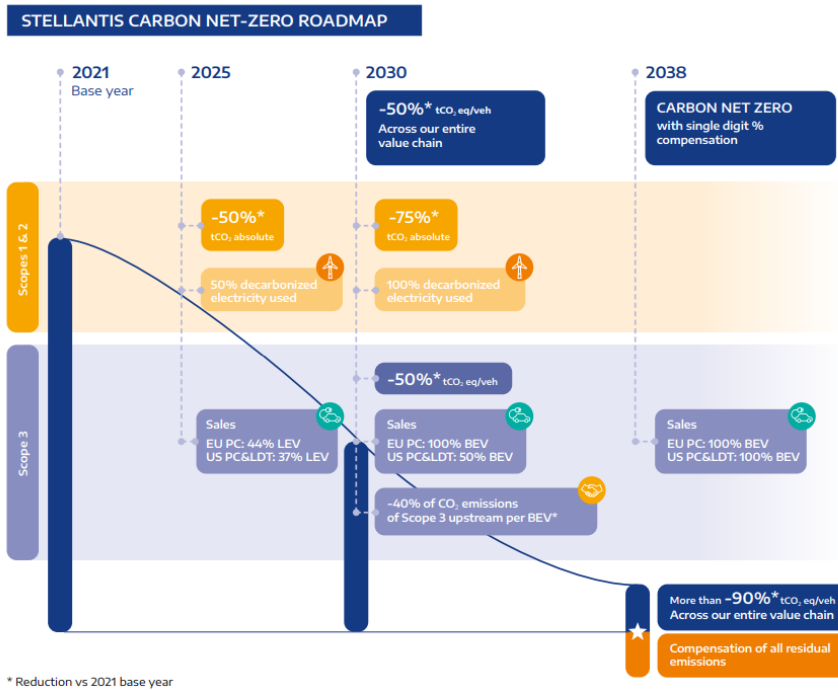 STELLANTIS CARBON NET-ZERO ROADMAP
2021
Base year
2025
2030
2038
-50%* tCO₂ eq/veh
Across our entire
value chain
CARBON NET ZERO
with single digit %
compensation
Scopes 1 & 2
-50%*
tCO₂ absolute
-75%*
tCO₂ absolute
50% decarbonized
electricity used
100% decarbonized
electricity used
Scope 3
-50%* tCO₂ eq/veh
Sales
EU PC: 44% LEV
US PC&LDT: 37% LEV
Sales
EU PC: 100% BEV
US PC&LDT: 50% BEV
Sales
EU PC: 100% BEV
US PC&LDT: 100% BEV
-40% of CO₂ emissions
of Scope 3 upstream per BEV*
More than -90%* tCO₂ eq/veh
Across our entire value chain
Compensation of all residual
emissions
* Reduction vs 2021 base year